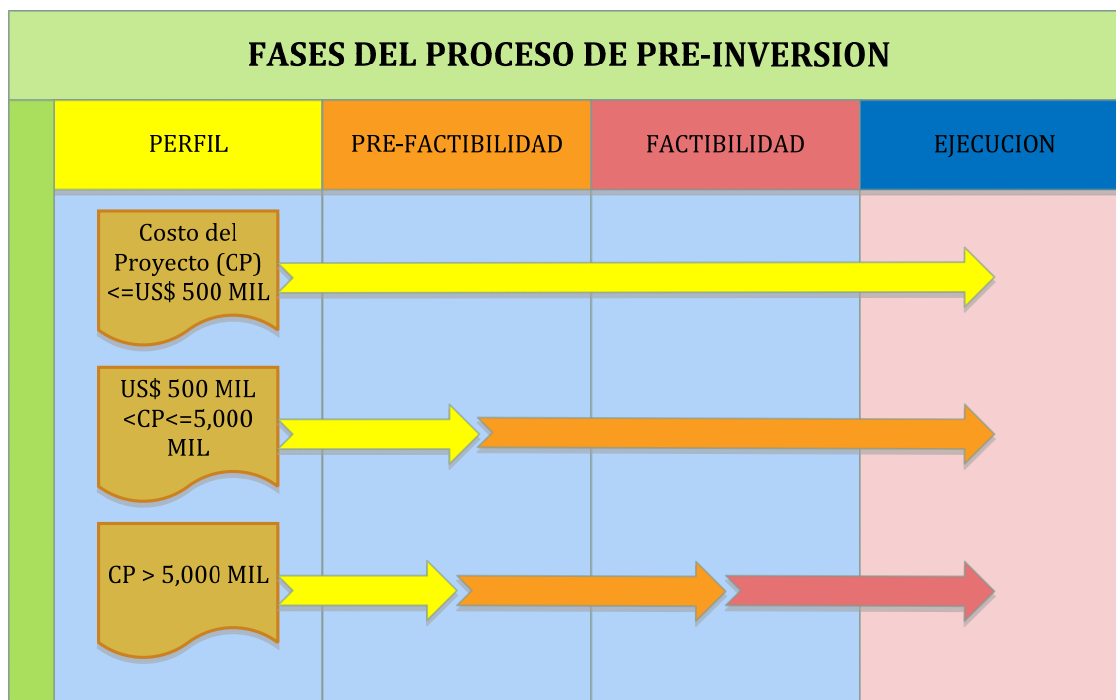 FASES DEL PROCESO DE PRE-INVERSION
PERFIL
PRE-FACTIBILIDAD
FACTIBILIDAD
EJECUCION
Costo del
Proyecto (CP)
<=US$ 500 MIL
US$ 500 MIL
<CP<=5,000
MIL
CP > 5,000 MIL